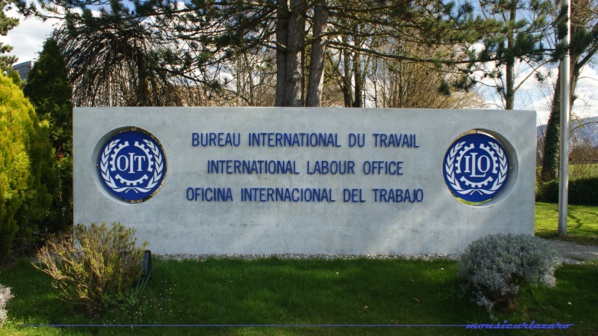 BUREAU INTERNATIONAL DU TRAVAIL
INTERNATIONAL LABOUR OFFICE
OFICINA INTERNACIONAL DEL TRABAJO
OIT
ILO
monsieurlazaro